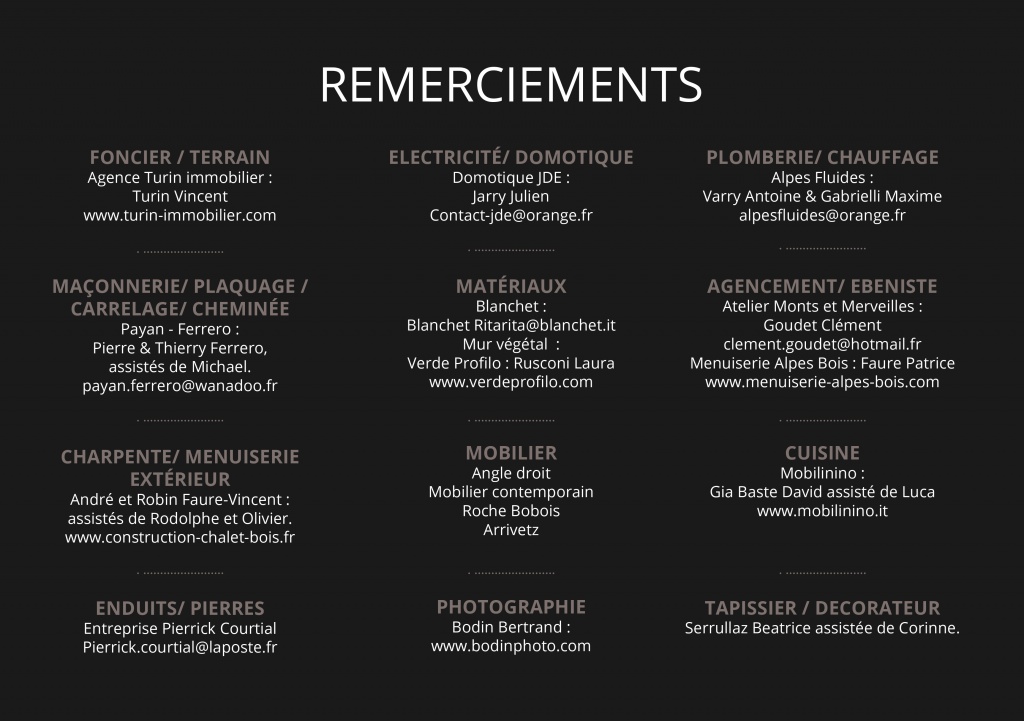 REMERCIEMENTS
FONCIER / TERRAIN
Agence Turin immobilier :
Turin Vincent
www.turin-immobilier.com
MAÇONNERIE/ PLAQUAGE /
CARRELAGE/ CHEMINÉE
Payan - Ferrero :
Pierre & Thierry Ferrero,
assistés de Michael.
payan.ferrero@wanadoo.fr
CHARPENTE/ MENUISERIE
EXTÉRIEUR
André et Robin Faure-Vincent :
assistés de Rodolphe et Olivier.
www.construction-chalet-bois.fr
ENDUITS/ PIERRES
Entreprise Pierrick Courtial
Pierrick.courtial@laposte.fr
ELECTRICITÉ/ DOMOTIQUE
Domotique JDE :
Jarry Julien
Contact-jde@orange.fr
MATÉRIAUX
Blanchet :
Blanchet Ritarita@blanchet.it
Mur végétal  :
Verde Profilo : Rusconi Laura
www.verdeprofilo.com
MOBILIER
Angle droit
Mobilier contemporain
Roche Bobois
Arrivetz
PHOTOGRAPHIE
Bodin Bertrand :
www.bodinphoto.com
PLOMBERIE/ CHAUFFAGE
Alpes Fluides :
Varry Antoine & Gabrielli Maxime
alpesfluides@orange.fr
AGENCEMENT/ EBENISTE
Atelier Monts et Merveilles :
Goudet Clément
clement.goudet@hotmail.fr
Menuiserie Alpes Bois : Faure Patrice
www.menuiserie-alpes-bois.com
CUISINE
Mobilinino :
Gia Baste David assisté de Luca
www.mobilinino.it
TAPISSIER / DECORATEUR
Serrullaz Beatrice assistée de Corinne.